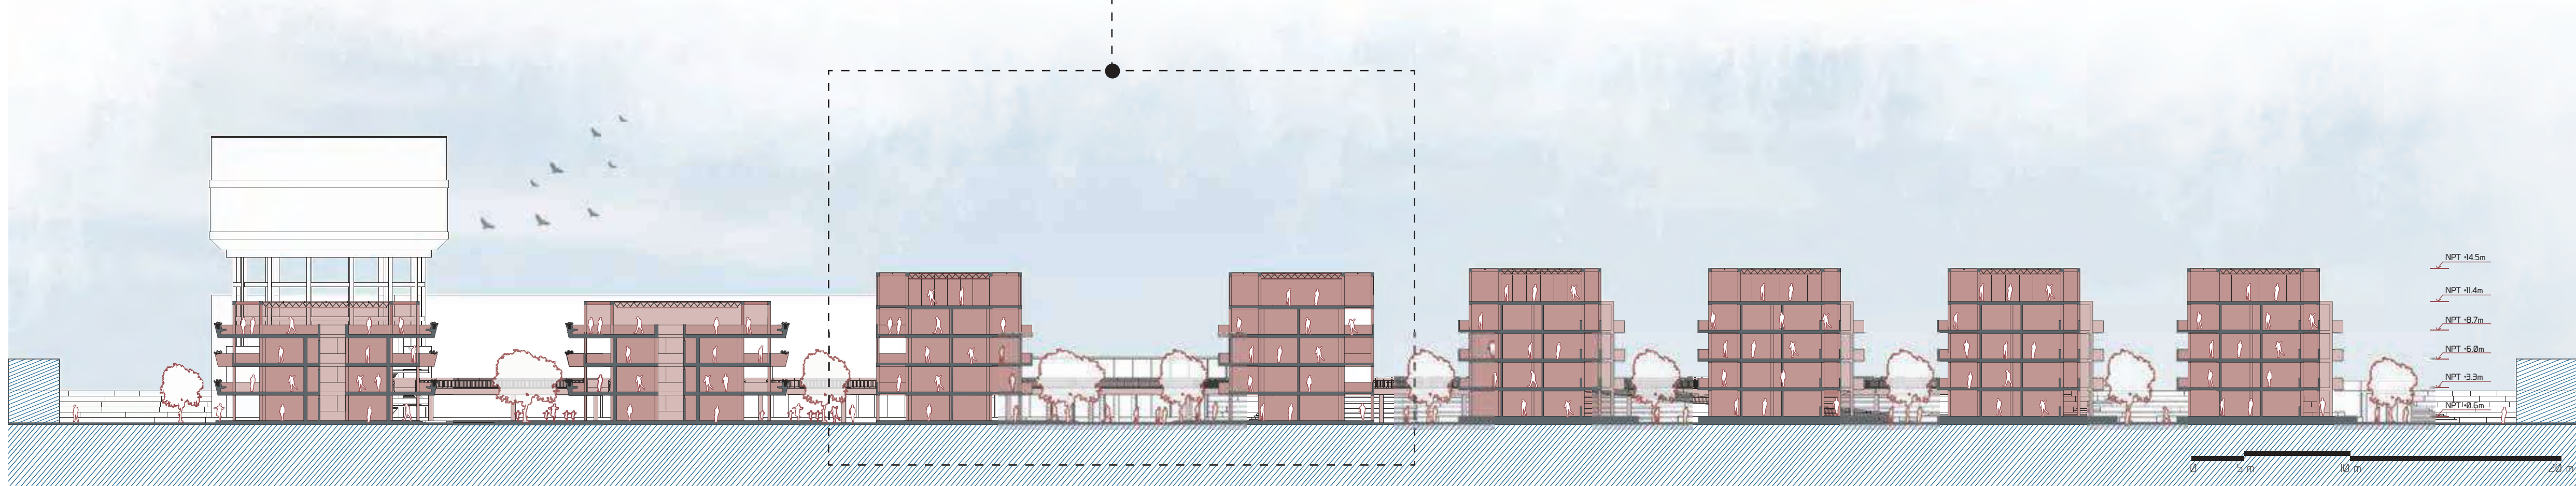 NPT +14.5m
NPT +11.4m
NPT +8.7m
NPT +6.0m
NPT +3.3m
NPT +0.6m
0 5 m 10 m 20 m